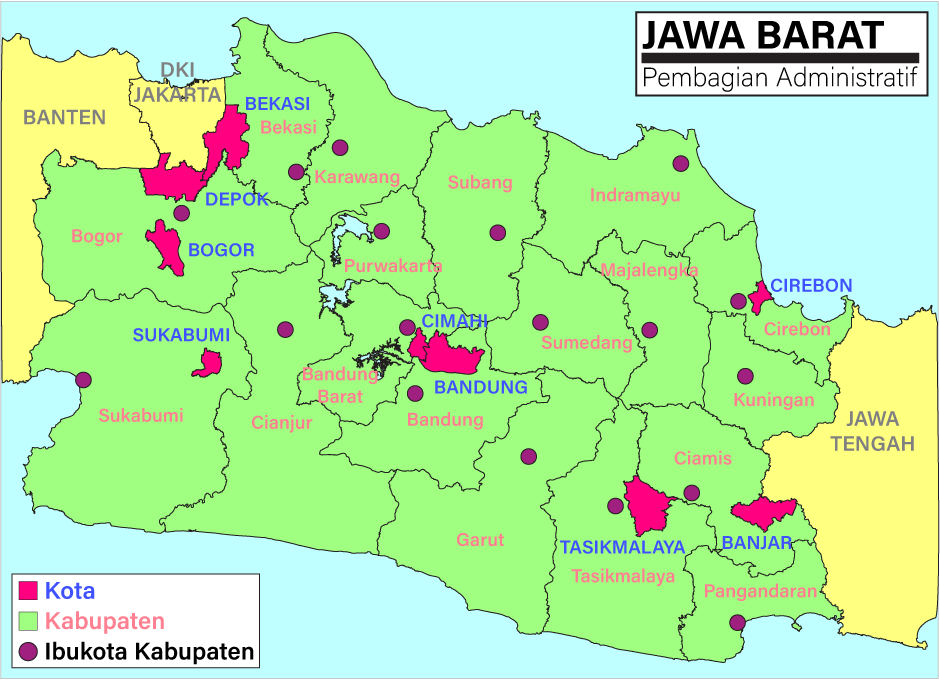 JAWA BARAT
Pembagian Administratif
DKI
JAKARTA
BANTEN
BEKASI
Bekasi
Karawang
Subang
Indramayu
DEPOK
Bogor
BOGOR
Purwakarta
Majalengka
CIREBON
Cirebon
SUKABUMI
CIMAHI
Sumedang
Bandung
Barat
BANDUNG
Kuningan
Sukabumi
Cianjur
Bandung
JAWA
TENGAH
Ciamis
Garut
TASIKMALAYA
BANJAR
Tasikmalaya
Pangandaran
Kota
Kabupaten
Ibukota Kabupaten